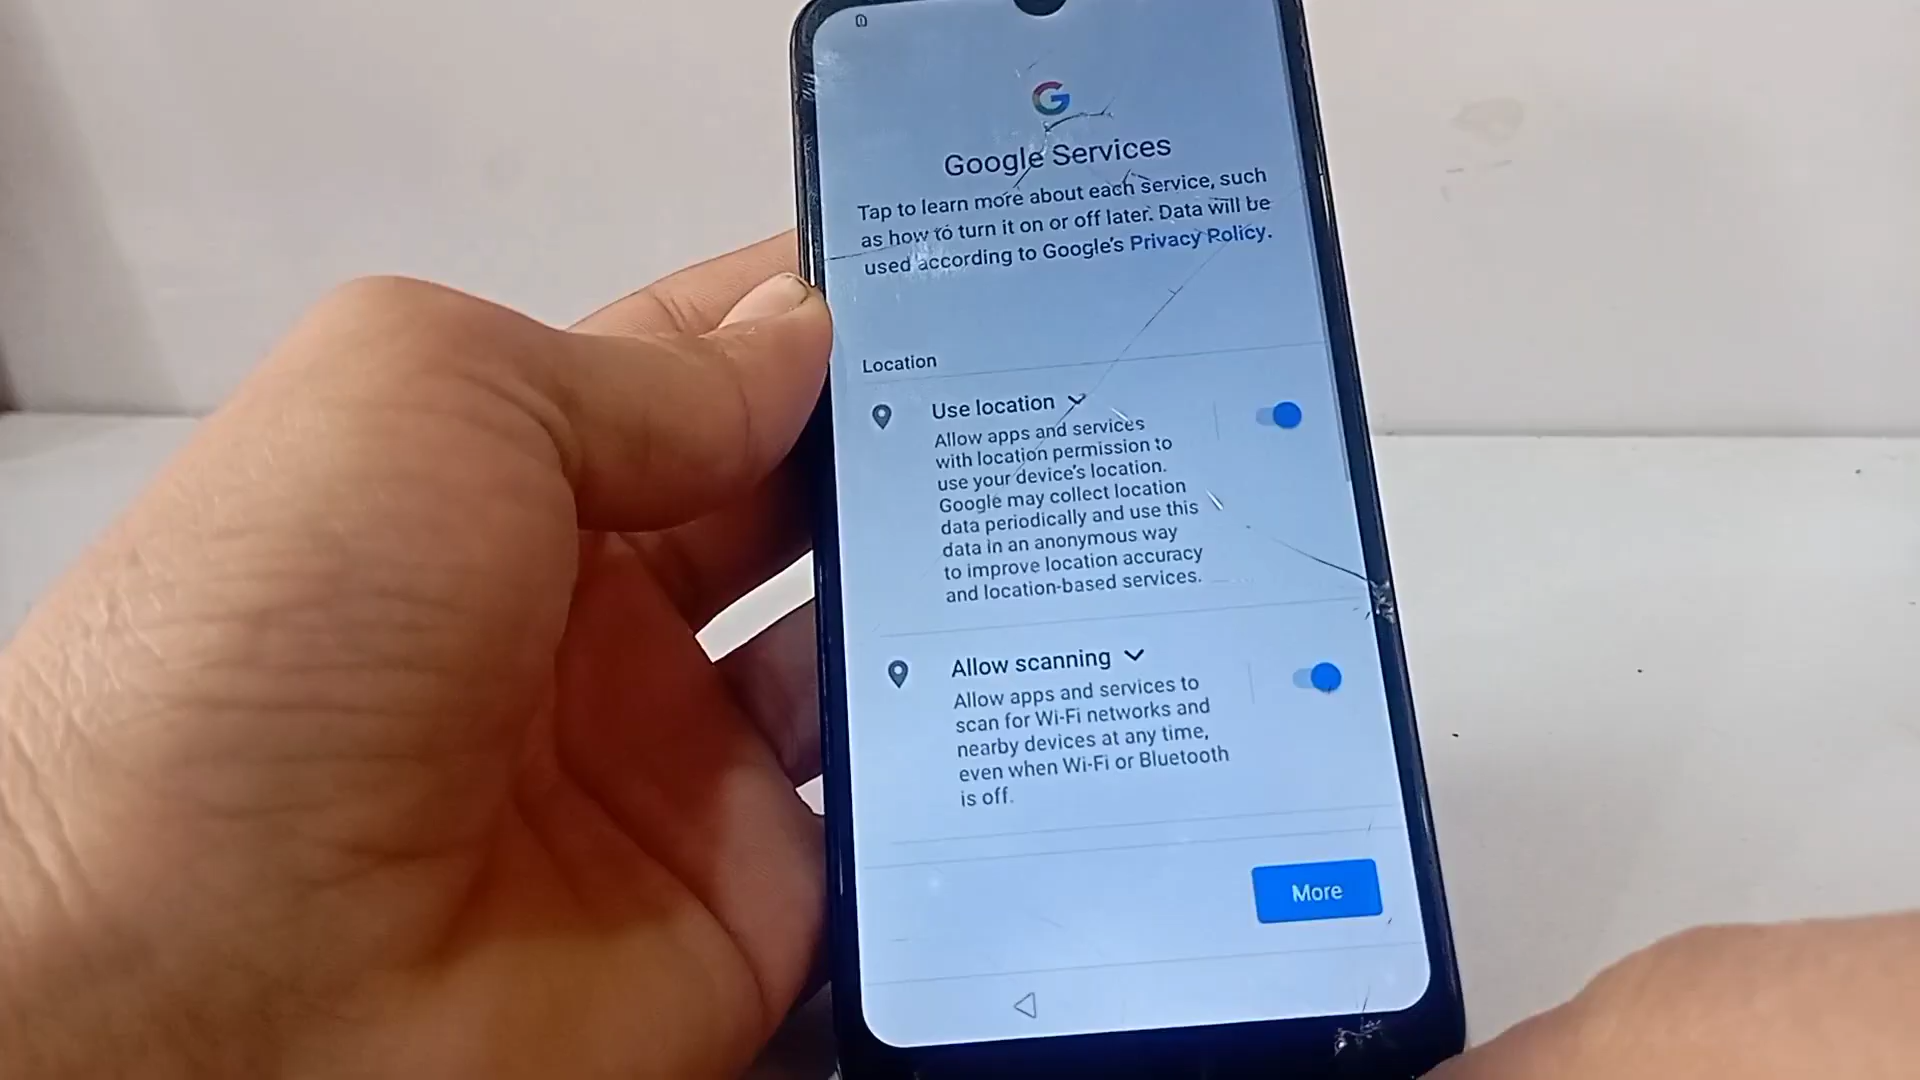 Google Services
Tap to learn more about each service, such
as how to turn it on or off later. Data will be
used according to Google's Privacy Policy.
Location
Use location
Allow apps and services
with location permission to
use your device's location.
Google may collect location
data periodically and use this
data in an anonymous way
to improve location accuracy
and location-based services.
Allow scanning
Allow apps and services to
scan for Wi-Fi networks and
nearby devices at any time,
even when Wi-Fi or Bluetooth
is off.
More